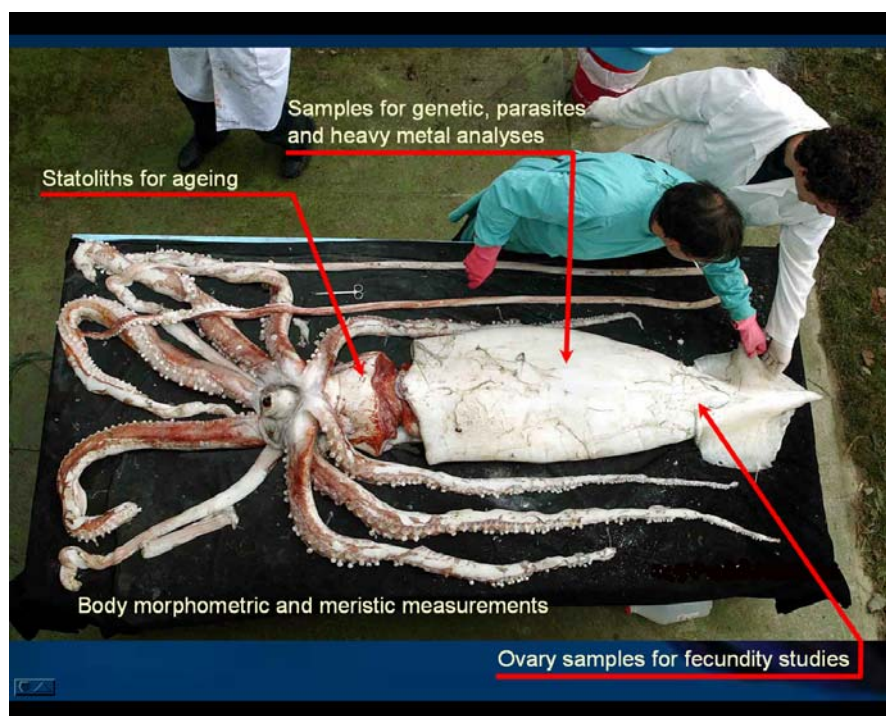 Samples for genetic, parasites
and heavy metal analyses
Statoliths for ageing
Body morphometric and meristic measurements
Ovary samples for fecundity studies